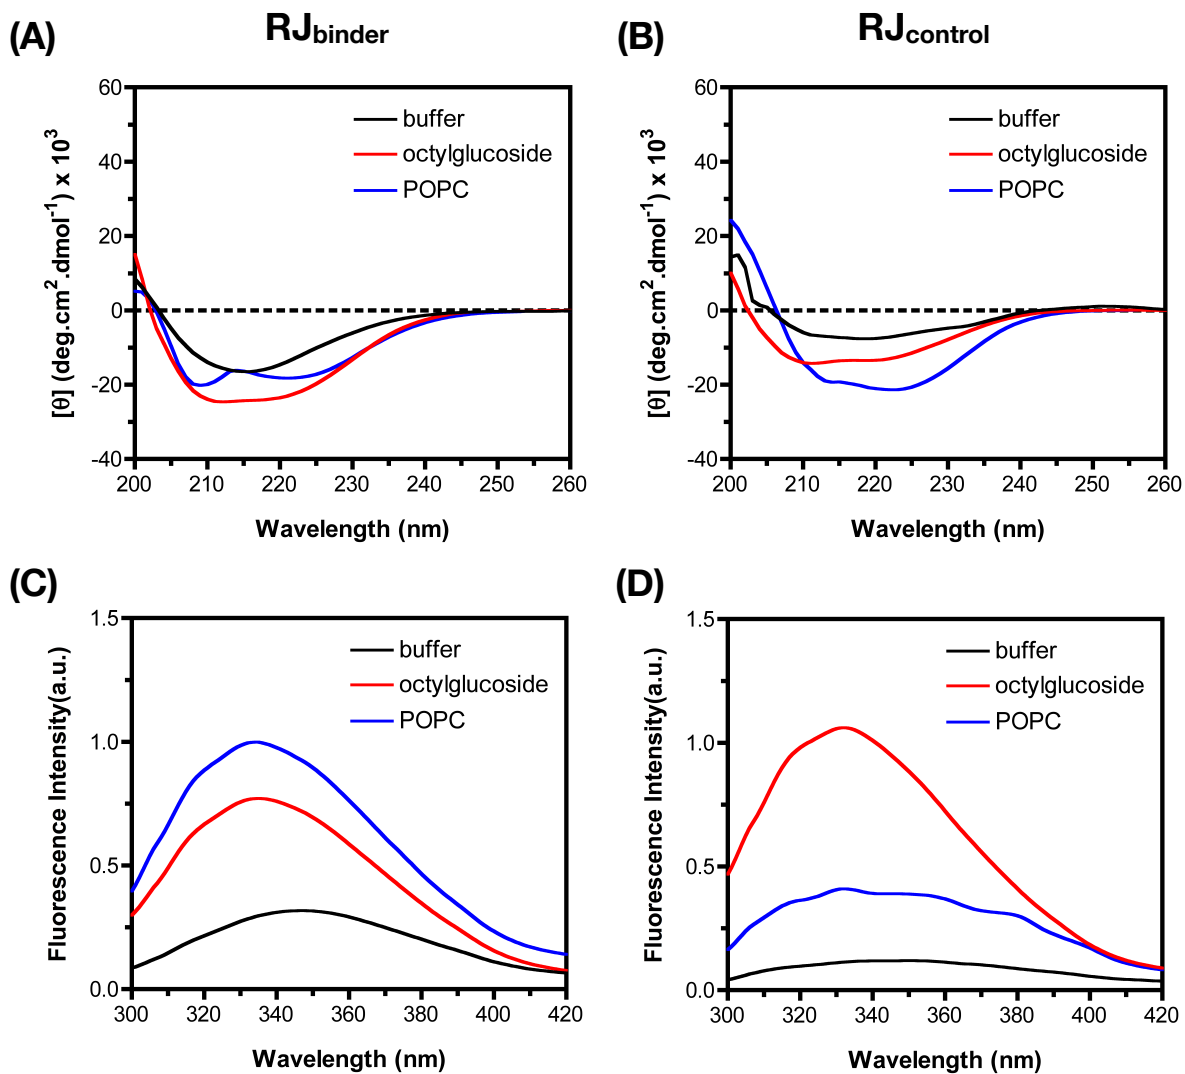 (A) RJbinder (B) RJcontrol
60
40
20
0
-20
-40
[θ] (deg.cm2.dmol-1) x 103
buffer
octylglucoside
POPC
200 210 220 230 240 250 260
Wavelength (nm)
60
40
20
0
-20
-40
[θ] (deg.cm2.dmol-1) x 103
buffer
octylglucoside
POPC
200 210 220 230 240 250 260
Wavelength (nm)
(C)
1.5
1.0
0.5
0.0
Fluorescence Intensity(a.u.)
buffer
octylglucoside
POPC
300 320 340 360 380 400 420
Wavelength (nm)
(D)
1.5
1.0
0.5
0.0
Fluorescence Intensity(a.u.)
buffer
octylglucoside
POPC
300 320 340 360 380 400 420
Wavelength (nm)